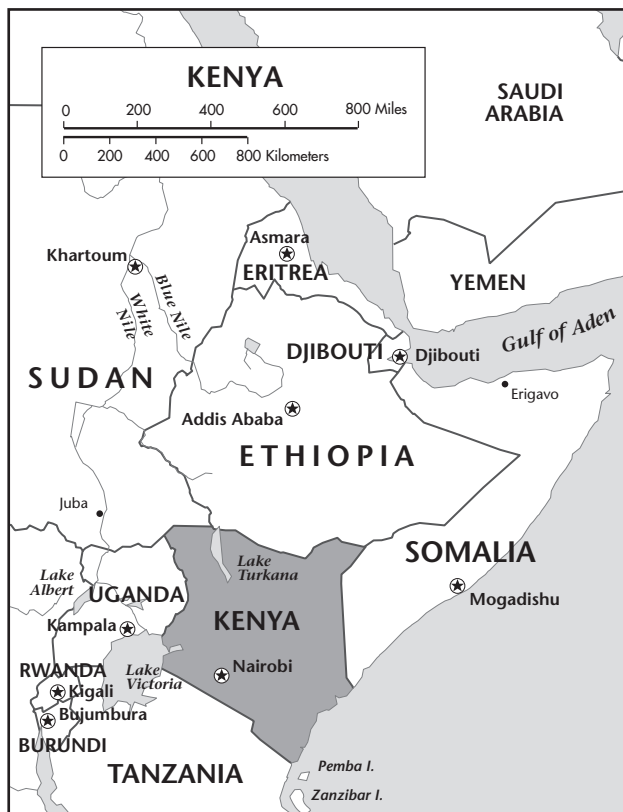 KENYA
0 200 400 600 800 Miles
0 200 400 600 800 Kilometers
SAUDI
ARABIA
Asmara
ERITREA
Khartoum
YEMEN
Blue Nile
White
Nile
Gulf of Aden
DJIBOUTI
Djibouti
SUDAN
Erigavo
Addis Ababa
ETHIOPIA
Juba
SOMALIA
Lake
Turkana
Lake
Albert
UGANDA
Mogadishu
KENYA
Kampala
Nairobi
RWANDA
Lake
Victoria
Kigali
Bujumbura
BURUNDI
TANZANIA
Pemba I.
Zanzibar I.